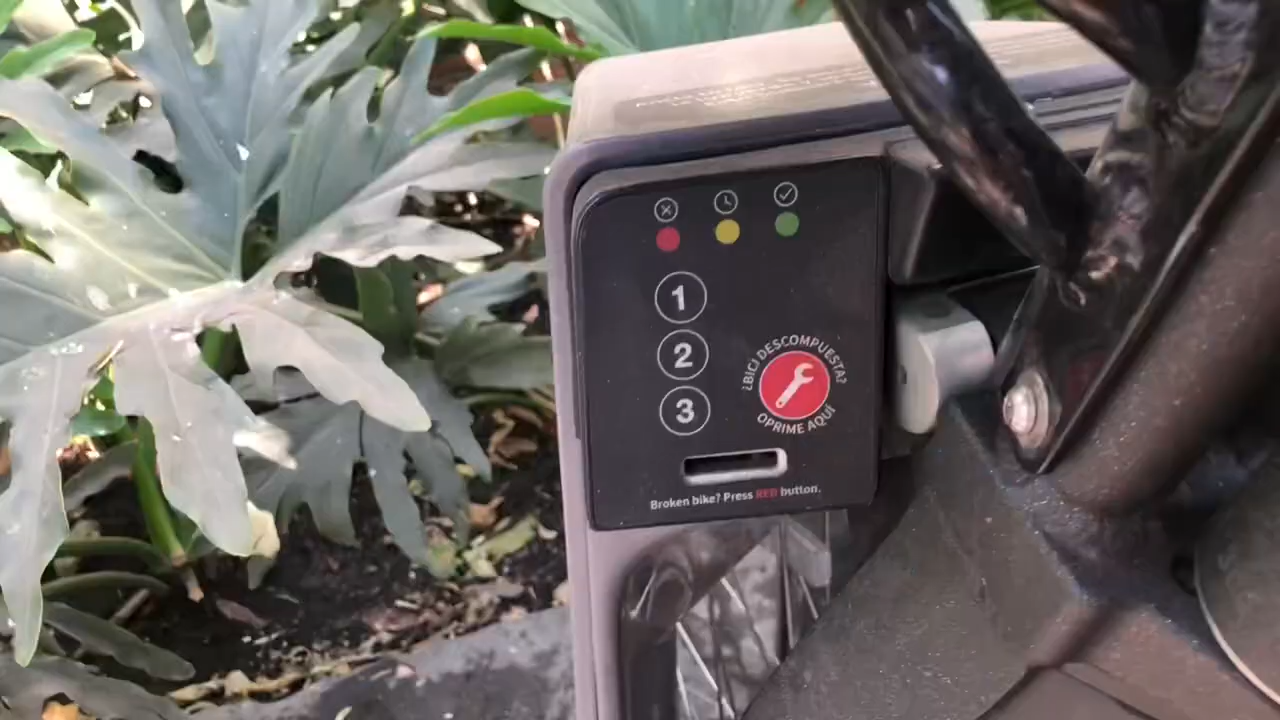 1
2
3
¿BICI DESCOMPUESTA?
OPRIME AQUÍ
Broken bike? Press RED button.